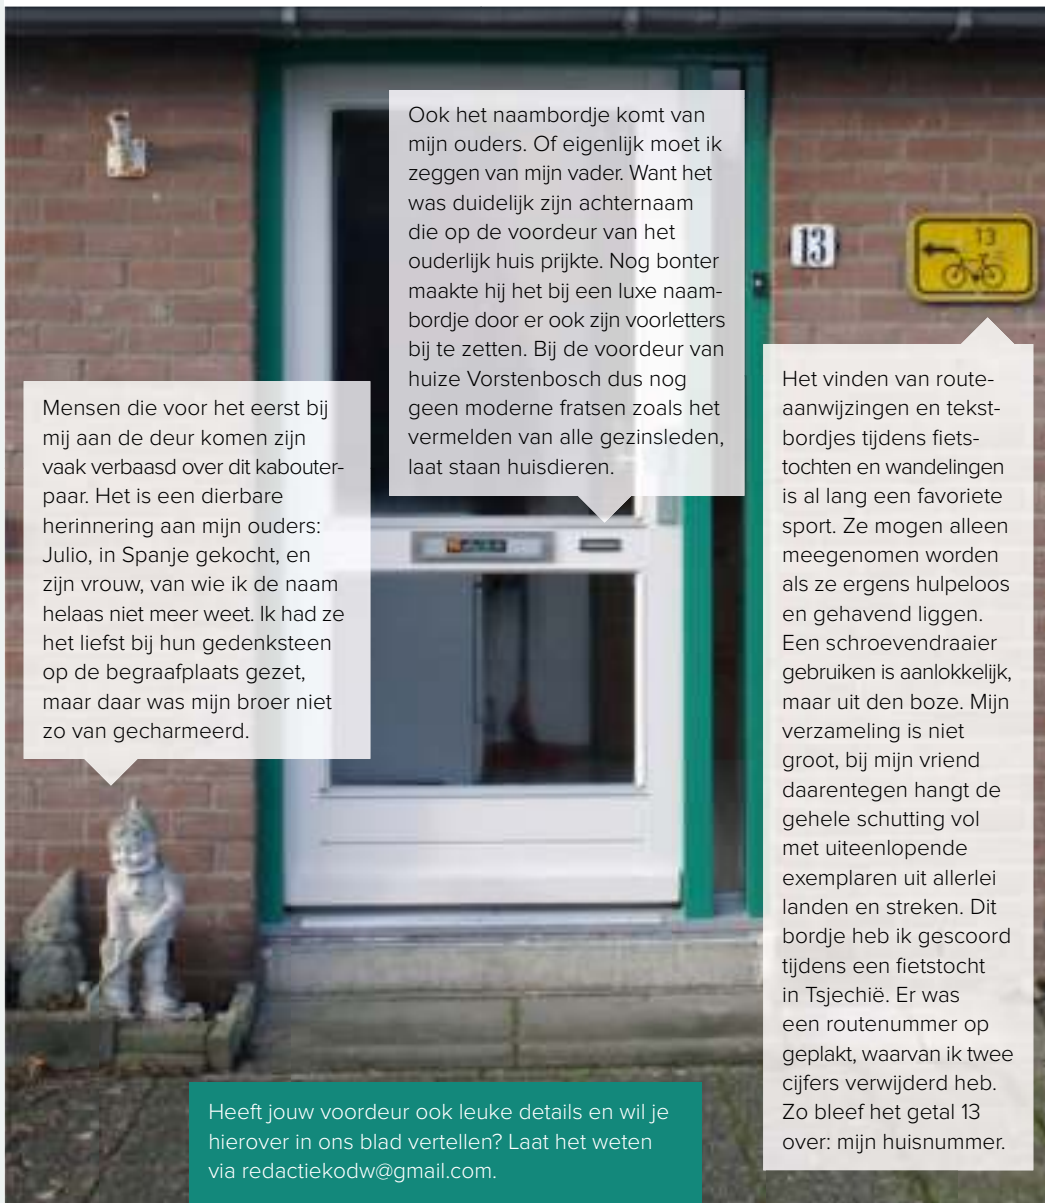 Ook het naambordje komt van
mijn ouders. Of eigenlijk moet ik
zeggen van mijn vader. Want het
was duidelijk zijn achternaam
die op de voordeur van het
ouderlijk huis prijkte. Nog bonter
maakte hij het bij een luxe naam-
bordje door er ook zijn voorletters
bij te zetten. Bij de voordeur van
huize Vorstenbosch dus nog
geen moderne fratsen zoals het
vermelden van alle gezinsleden,
laat staan huisdieren.
13
13
Mensen die voor het eerst bij
mij aan de deur komen zijn
vaak verbaasd over dit kabouter-
paar. Het is een dierbare
herinnering aan mijn ouders:
Julio, in Spanje gekocht, en
zijn vrouw, van wie ik de naam
helaas niet meer weet. Ik had ze
het liefst bij hun gedenksteen
op de begraafplaats gezet,
maar daar was mijn broer niet
zo van gecharmeerd.
Het vinden van route-
aanwijzingen en tekst-
bordjes tijdens fiets-
tochten en wandelingen
is al lang een favoriete
sport. Ze mogen alleen
meegenomen worden
als ze ergens hulpeloos
en gehavend liggen.
Een schroevendraaier
gebruiken is aanlokkelijk,
maar uit den boze. Mijn
verzameling is niet
groot, bij mijn vriend
daarentegen hangt de
gehele schutting vol
met uiteenlopende
exemplaren uit allerlei
landen en streken. Dit
bordje heb ik gescoord
tijdens een fietstocht
in Tsjechië. Er was
een routenummer op
geplakt, waarvan ik twee
cijfers verwijderd heb.
Zo bleef het getal 13
over: mijn huisnummer.
Heeft jouw voordeur ook leuke details en wil je
hierover in ons blad vertellen? Laat het weten
via redactiekodw@gmail.com.